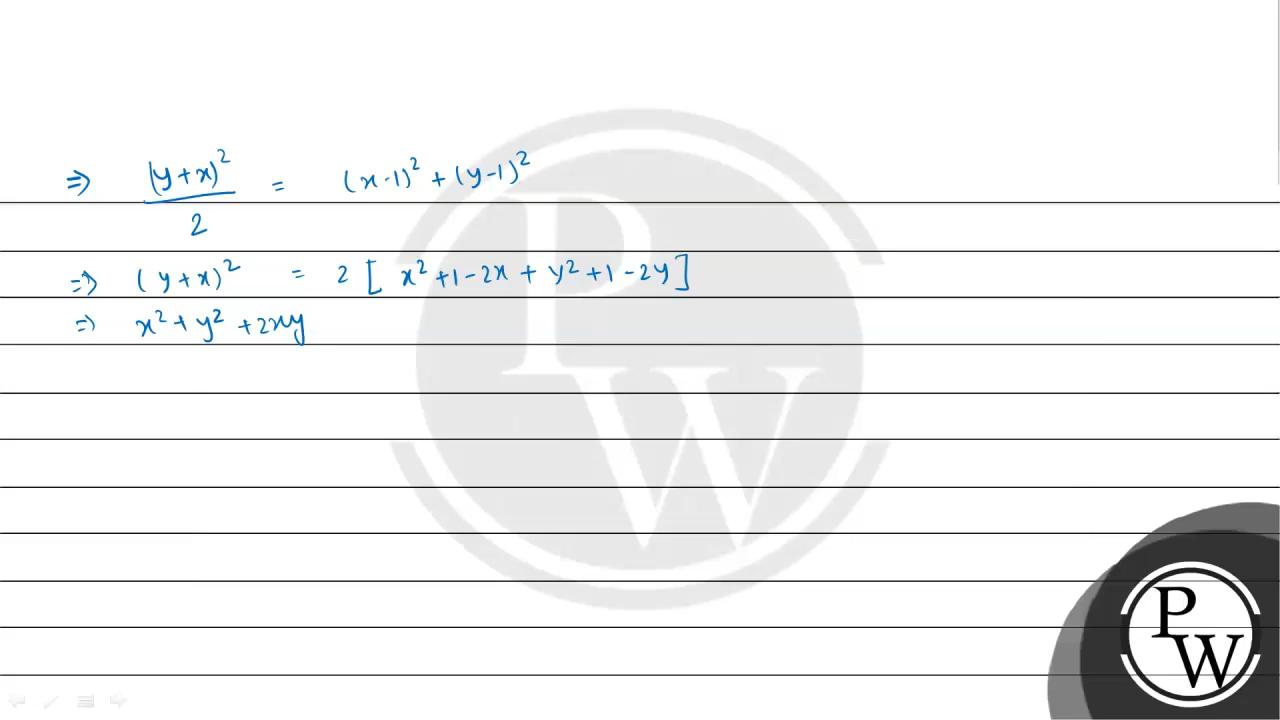 ⇒ (y+x)²/2 = (x-1)² + (y-1)²
⇒ (y+x)² = 2 [ x²+1-2x + y²+1-2y ]
⇒ x² + y² + 2xy
P
W
P
W